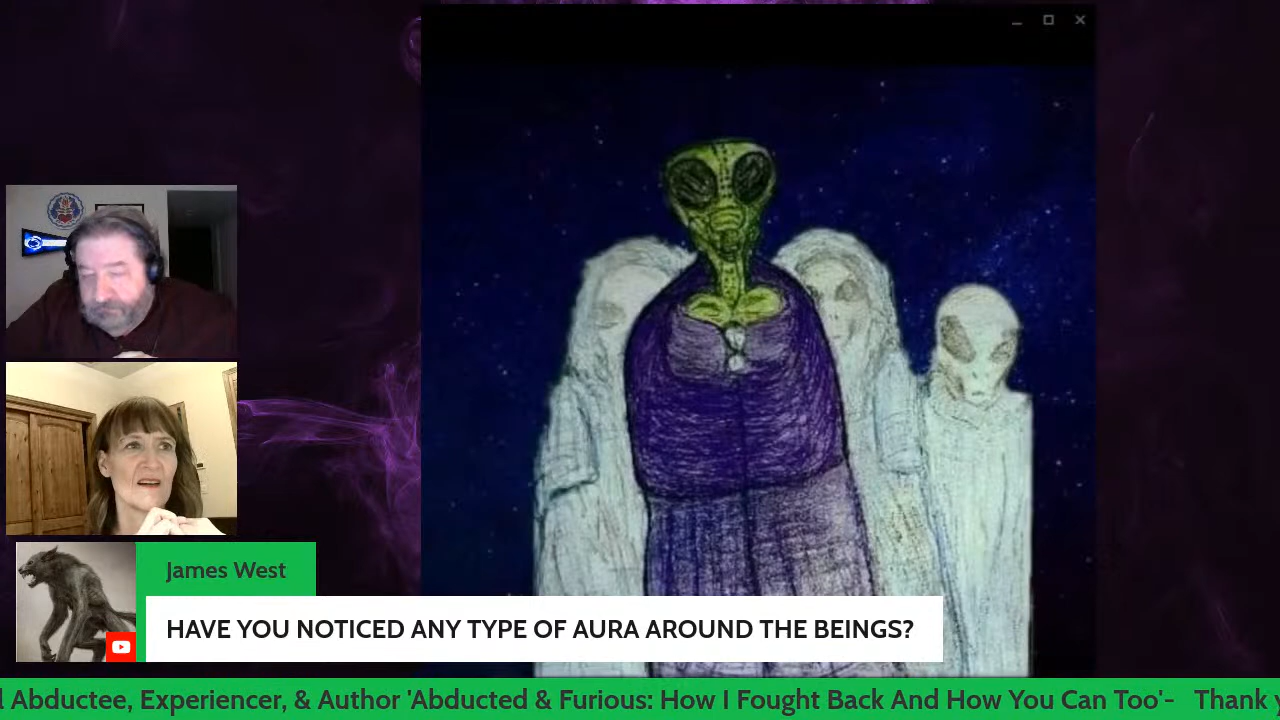 James West
HAVE YOU NOTICED ANY TYPE OF AURA AROUND THE BEINGS?
Abductee, Experiencer, & Author 'Abducted & Furious: How I Fought Back And How You Can Too'- Thank